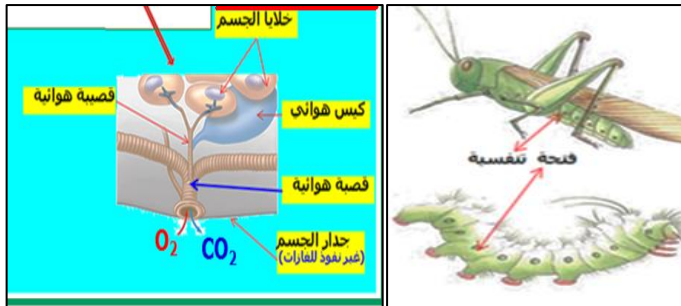 خلايا الجسم
قصيبة هوائية
كيس هوائي
قصبة هوائية
O2
CO2
جدار الجسم
(غير نفوذ للغازات)
فتحة تنفسية